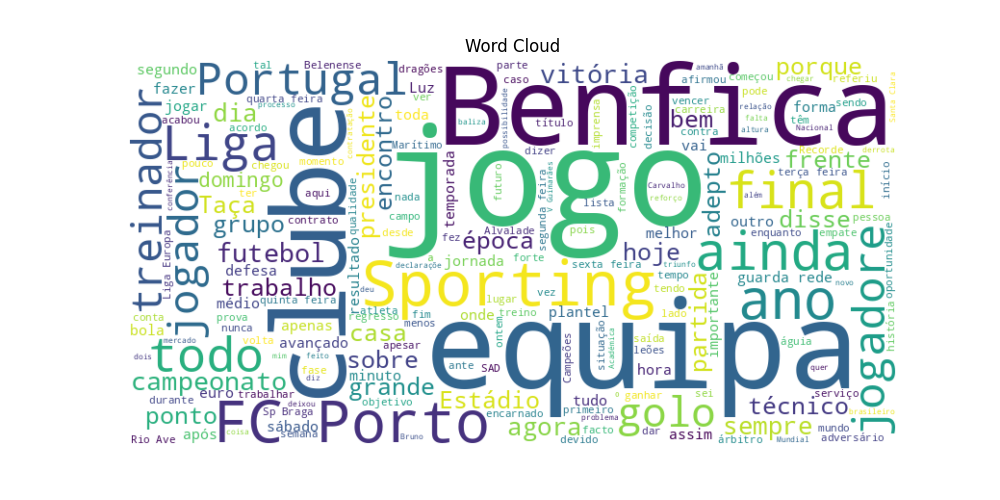 Word Cloud
segundo
tal
Belenense
dragões
parte
amanhã
começou
porque
fazer
Portugal
caso
vitória
afirmou
chegar
referiu
quarta feira
processo
Luz
ver
Benfica
pode
jogar
dia
acabou
acordo
encontro
toda
baliza
possibilidade
título
imprensa
competição
decisão
vencer
carreira
relação
forma
sendo
Santa Clara
treinador
Liga
clube
condição
presidente
Marítimo
dizer
bem
contra
falta
altura
Nacional
têm
vai
derrota
pouco
chegou
momento
jogo
milhões
Recorde
frente
conferência
domingo
aqui
nada
temporada
futuro
formação
adepto
terça feira
início
jogador
Taça
ter
contrato
qualidade
campo
V Guimarães
lista
Carvalho
reforço
final
além
grupo
desde
fez
Alvalade
segunda feira
pois
melhor
outro
disse
pessoa
futebol
época
hoje
enquanto
empate
oportunidade
Liga Europa
defesa
resultado
a
jornada
forte
sexta feira
triunfo
ainda
jogadore
trabalho
declaraçõe
Sporting
tempo
guarda rede
tendo
importante
ano
novo
médio
quinta feira
atleta
deu
lugar
vez
partida
lado
história
conta
prova
regresso
fim
onde
treino
plantel
bola
nunca
volta
apenas
casa
menos
ontem
equipa
situação
saída
águia
mercado
mim
avançado
apesar
Campeões
Académica
leões
dois
todo
feito
sobre
ante
SAD
hora
quer
campeonato
fase
diz
minuto
grande
euro
trabalhar
objetivo
Estádio
tudo
o
ganhar
sei
serviço
durante
deixou
ponto
FC Porto
Sp Braga
encarnado
primeiro
golo
técnico
brasileiro
problema
sempre
após
coisa
sábado
agora
facto
dar
assim
mundo
Rio Ave
semana
Bruno
devido
árbitro
Mundial
adversário